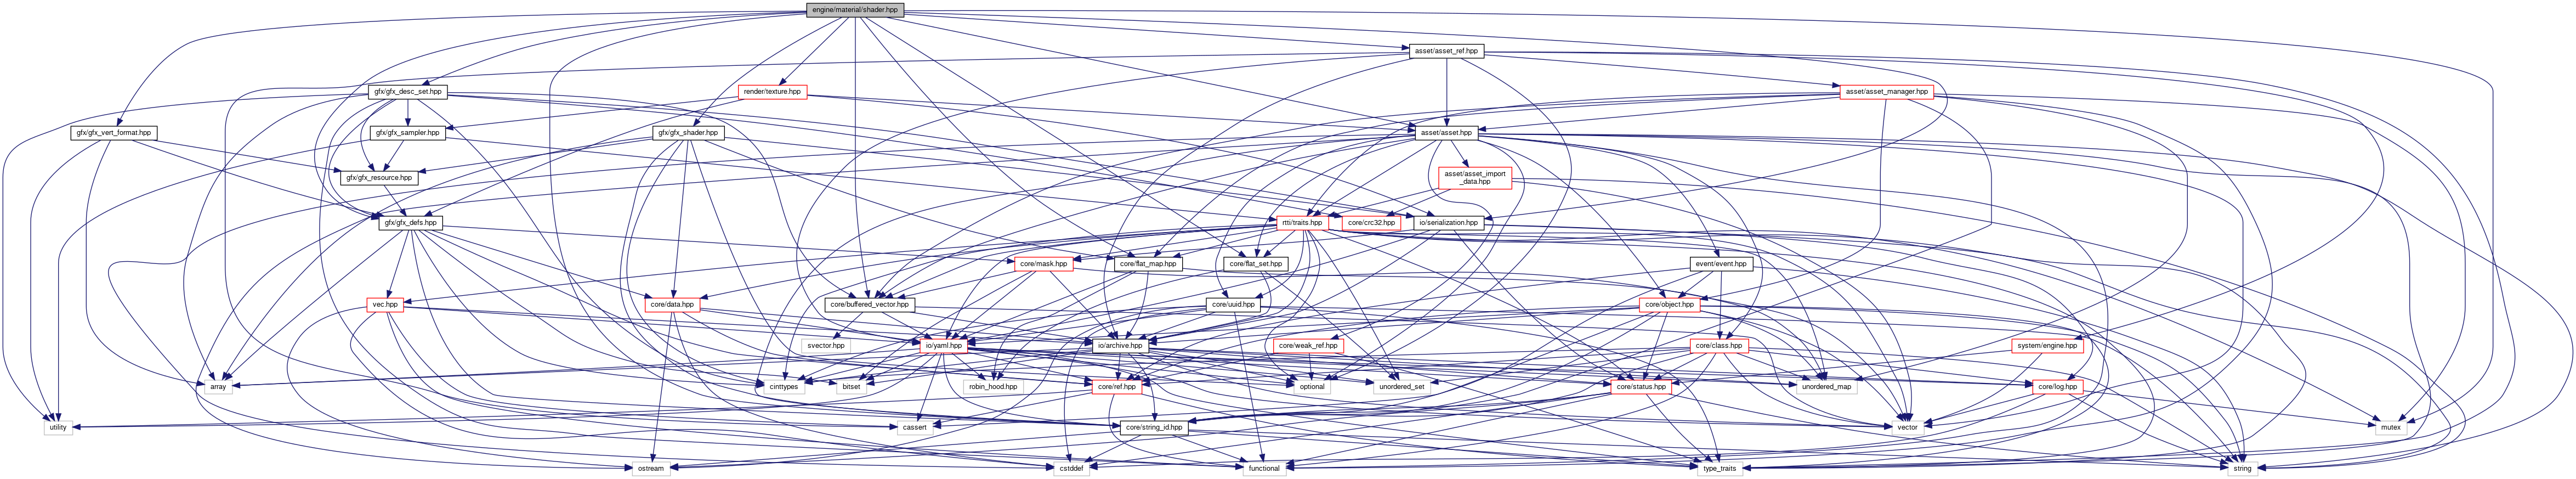 engine/material/shader.hpp
asset/asset_ref.hpp
gfx/gfx_desc_set.hpp
render/texture.hpp
asset/asset_manager.hpp
gfx/gfx_vert_format.hpp
gfx/gfx_sampler.hpp
gfx/gfx_shader.hpp
asset/asset.hpp
gfx/gfx_resource.hpp
asset/asset_import
_data.hpp
gfx/gfx_defs.hpp
rtti/traits.hpp
core/crc32.hpp
io/serialization.hpp
core/mask.hpp
core/flat_map.hpp
core/flat_set.hpp
event/event.hpp
vec.hpp
core/data.hpp
core/buffered_vector.hpp
core/uuid.hpp
core/object.hpp
svector.hpp
io/yaml.hpp
io/archive.hpp
core/weak_ref.hpp
core/class.hpp
system/engine.hpp
array
cinttypes
bitset
robin_hood.hpp
core/ref.hpp
optional
unordered_set
core/status.hpp
unordered_map
core/log.hpp
utility
cassert
core/string_id.hpp
vector
mutex
ostream
cstddef
functional
type_traits
string